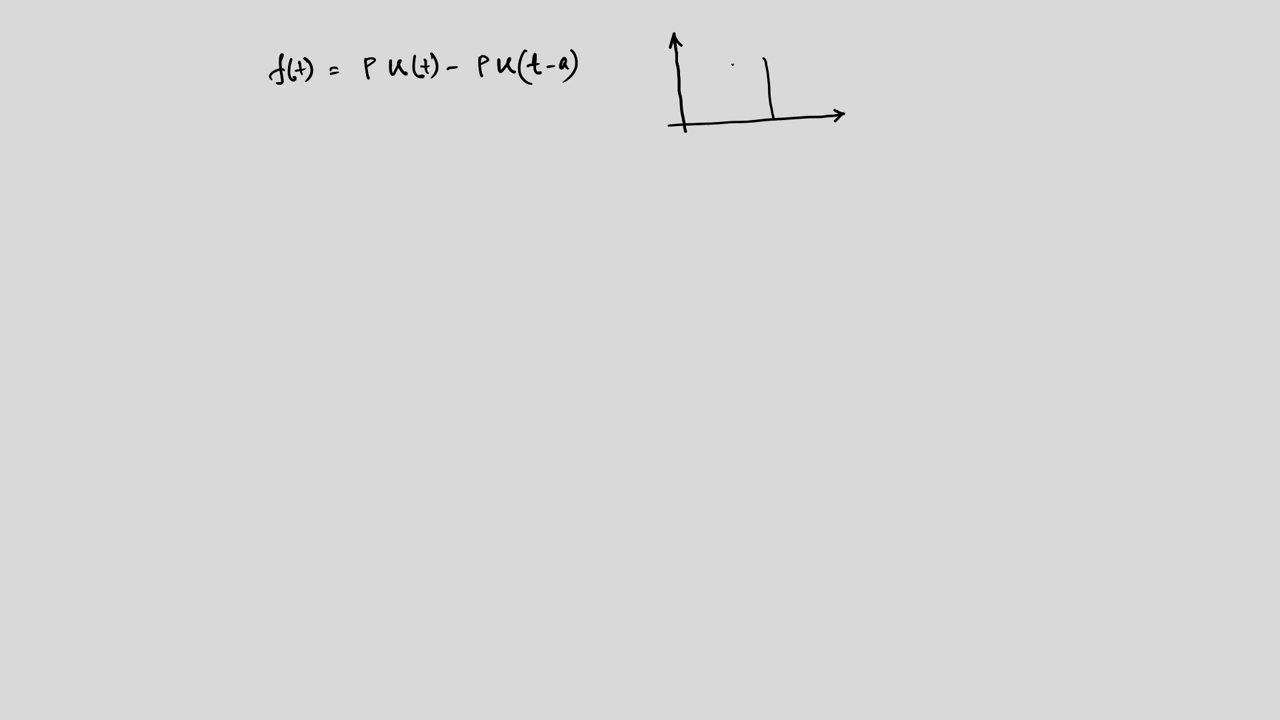 f(t) = P u(t) - P u(t-a)